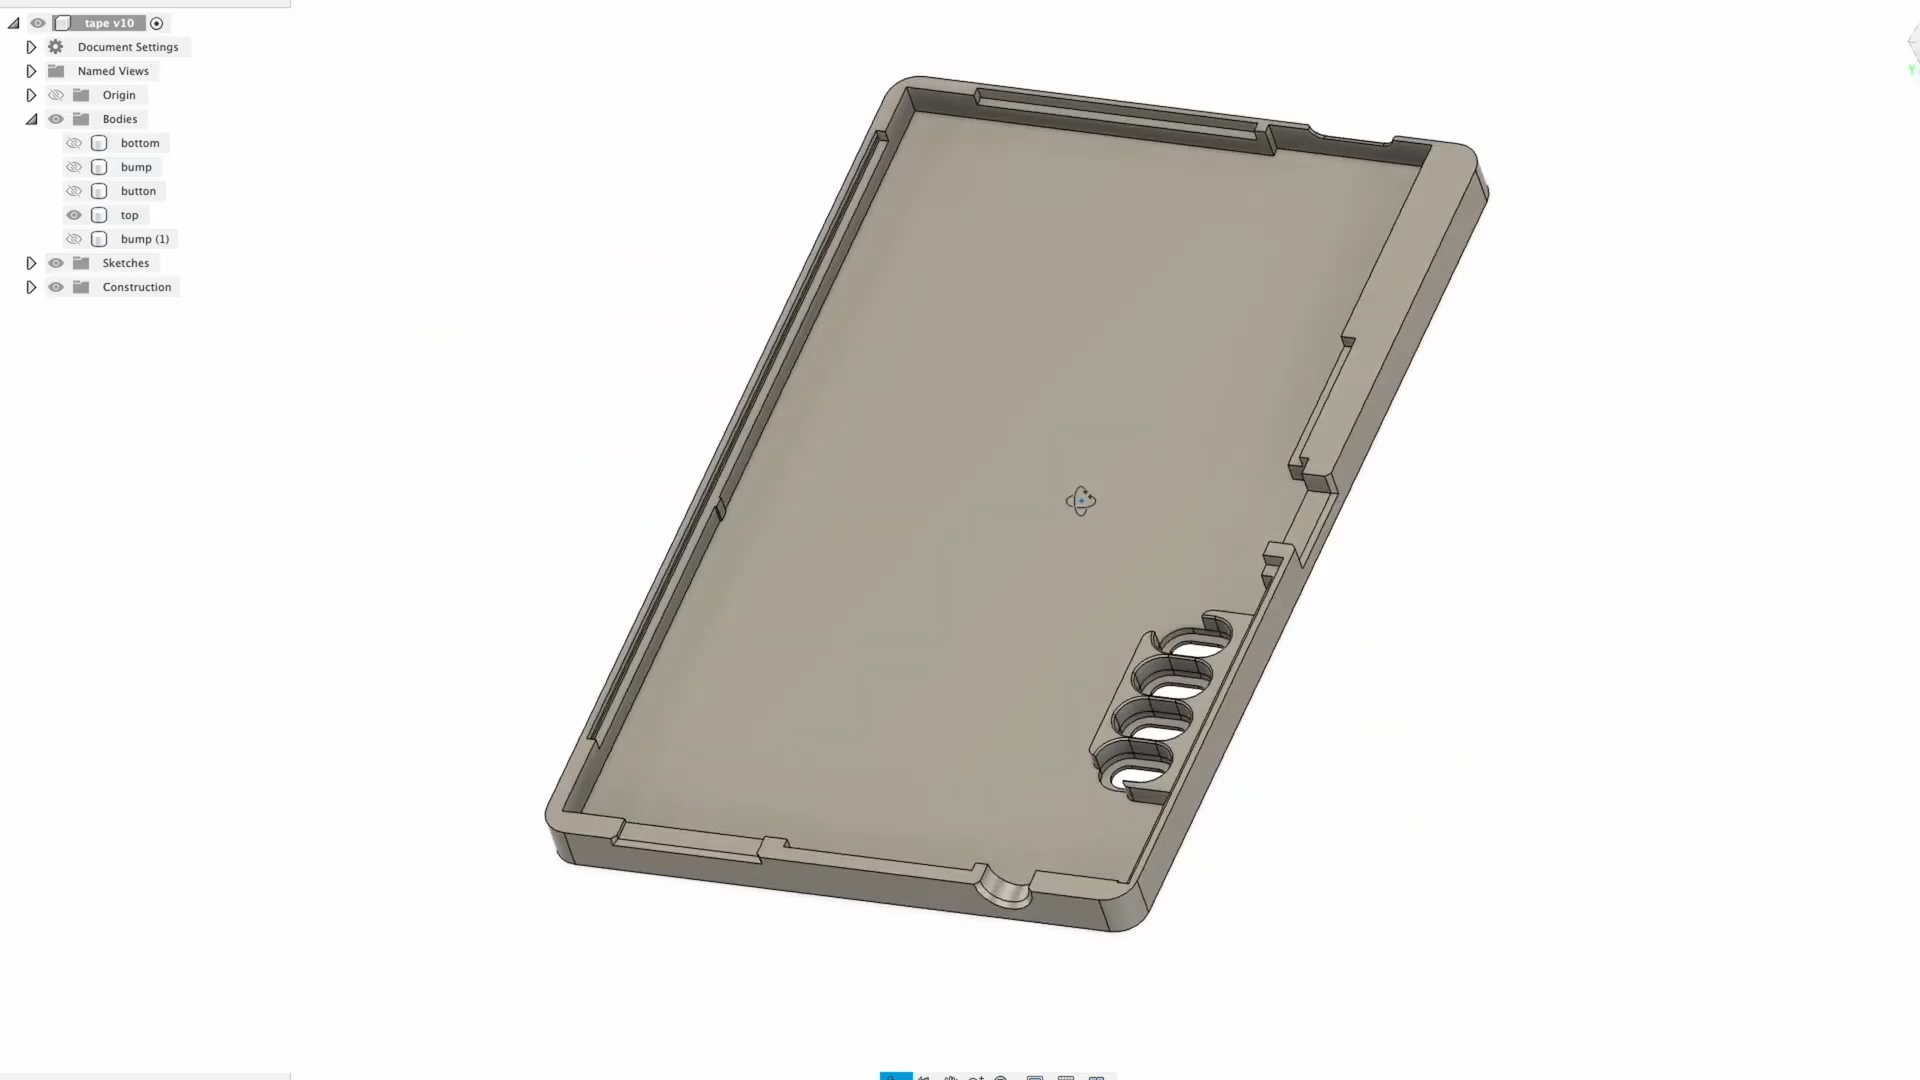 tape v10
Document Settings
Named Views
Origin
Bodies
bottom
bump
button
top
bump (1)
Sketches
Construction
Y